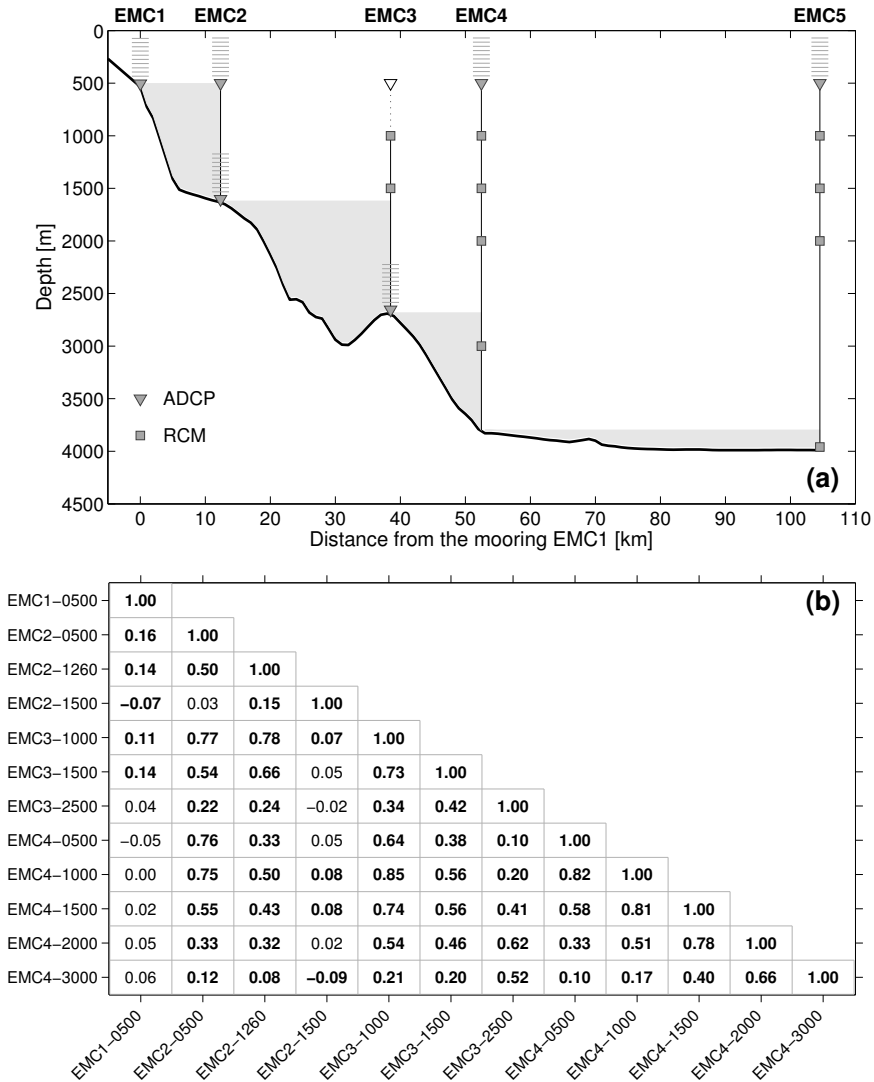 EMC1 EMC2 EMC3 EMC4 EMC5
0
500
1000
1500
2000
2500
3000
3500
4000
4500
Depth [m]
ADCP
RCM
(a)
0 10 20 30 40 50 60 70 80 90 100 110
Distance from the mooring EMC1 [km]
(b)
EMC1−0500 1.00
EMC2−0500 0.16 1.00
EMC2−1260 0.14 0.50 1.00
EMC2−1500 −0.07 0.03 0.15 1.00
EMC3−1000 0.11 0.77 0.78 0.07 1.00
EMC3−1500 0.14 0.54 0.66 0.05 0.73 1.00
EMC3−2500 0.04 0.22 0.24 −0.02 0.34 0.42 1.00
EMC4−0500 −0.05 0.76 0.33 0.05 0.64 0.38 0.10 1.00
EMC4−1000 0.00 0.75 0.50 0.08 0.85 0.56 0.20 0.82 1.00
EMC4−1500 0.02 0.55 0.43 0.08 0.74 0.56 0.41 0.58 0.81 1.00
EMC4−2000 0.05 0.33 0.32 0.02 0.54 0.46 0.62 0.33 0.51 0.78 1.00
EMC4−3000 0.06 0.12 0.08 −0.09 0.21 0.20 0.52 0.10 0.17 0.40 0.66 1.00
EMC1−0500 EMC2−0500 EMC2−1260 EMC2−1500 EMC3−1000 EMC3−1500 EMC3−2500 EMC4−0500 EMC4−1000 EMC4−1500 EMC4−2000 EMC4−3000